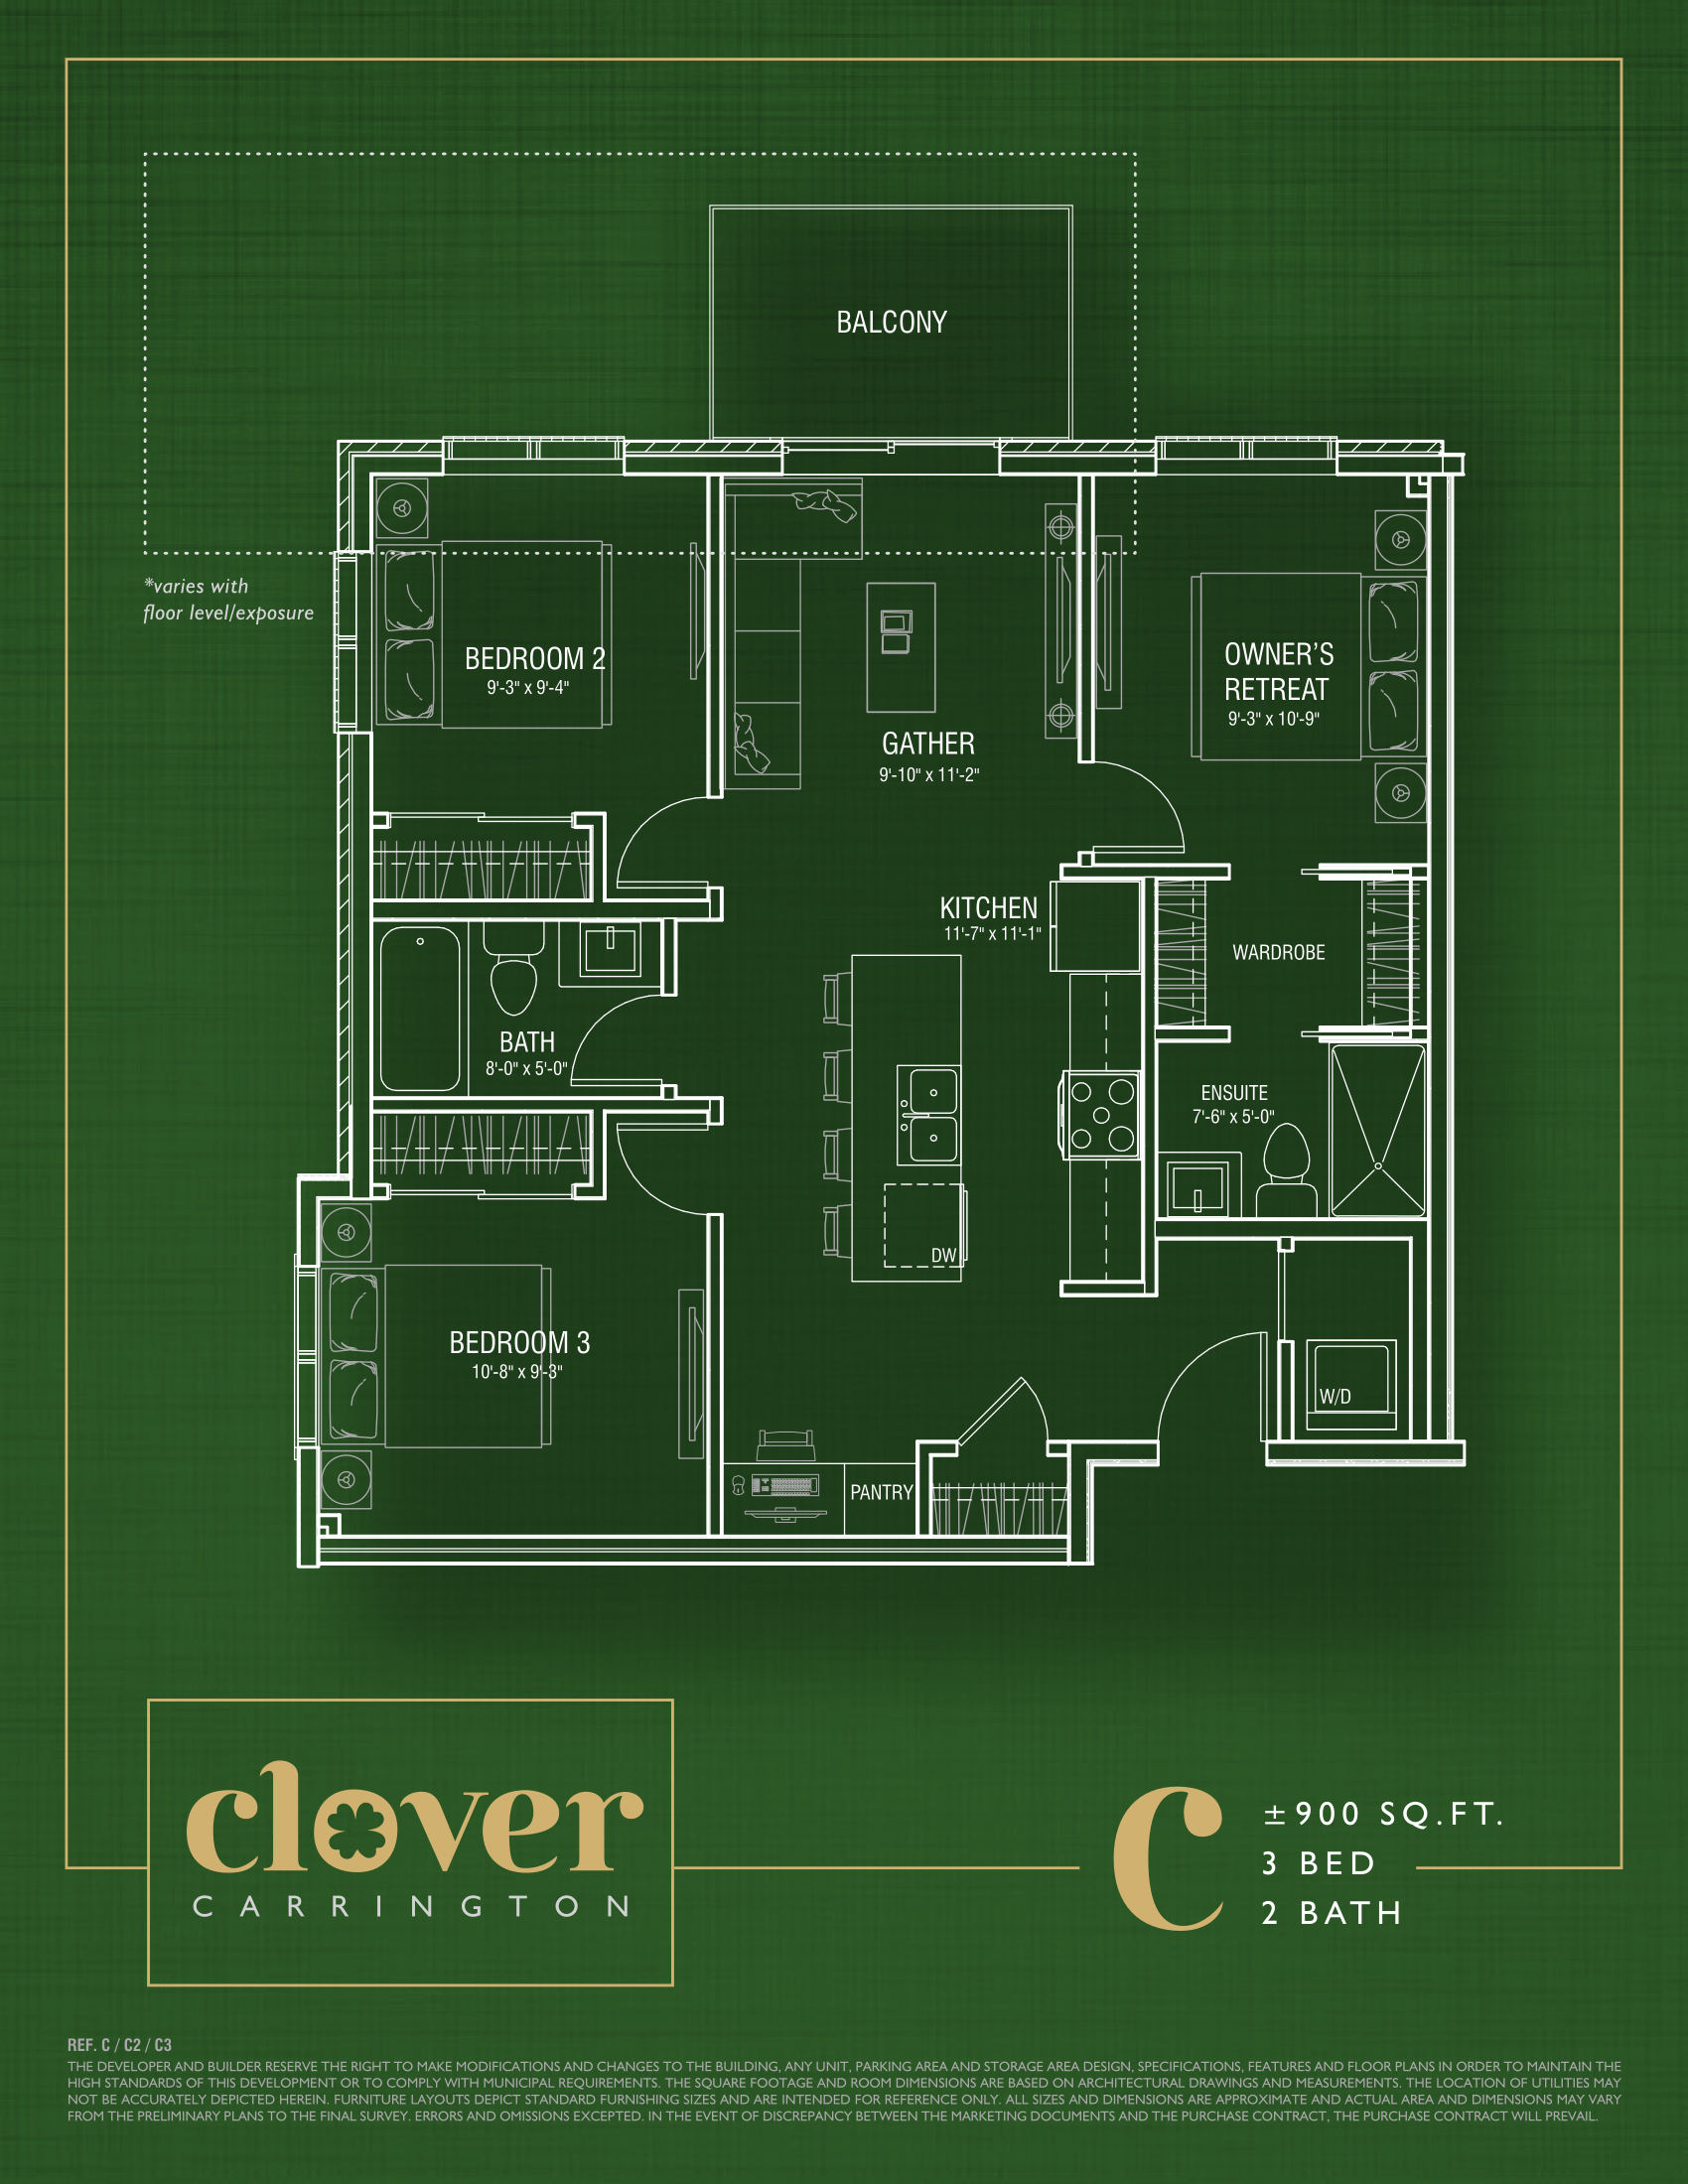 BALCONY
*varies with
floor level/exposure
BEDROOM 2
9'-3" x 9'-4"
OWNER'S
RETREAT
9'-3" x 10'-9"
GATHER
9'-10" x 11'-2"
KITCHEN
11'-7" x 11'-1"
WARDROBE
BATH
8'-0" x 5'-0"
ENSUITE
7'-6" x 5'-0"
DW
BEDROOM 3
10'-8" x 9'-3"
W/D
PANTRY
clover
CARRINGTON
C
±900 SQ.FT.
3 BED
2 BATH
REF. C / C2 / C3
THE DEVELOPER AND BUILDER RESERVE THE RIGHT TO MAKE MODIFICATIONS AND CHANGES TO THE BUILDING, ANY UNIT, PARKING AREA AND STORAGE AREA DESIGN, SPECIFICATIONS, FEATURES AND FLOOR PLANS IN ORDER TO MAINTAIN THE
HIGH STANDARDS OF THIS DEVELOPMENT OR TO COMPLY WITH MUNICIPAL REQUIREMENTS. THE SQUARE FOOTAGE AND ROOM DIMENSIONS ARE BASED ON ARCHITECTURAL DRAWINGS AND MEASUREMENTS. THE LOCATION OF UTILITIES MAY
NOT BE ACCURATELY DEPICTED HEREIN. FURNITURE LAYOUTS DEPICT STANDARD FURNISHING SIZES AND ARE INTENDED FOR REFERENCE ONLY. ALL SIZES AND DIMENSIONS ARE APPROXIMATE AND ACTUAL AREA AND DIMENSIONS MAY VARY
FROM THE PRELIMINARY PLANS TO THE FINAL SURVEY. ERRORS AND OMISSIONS EXCEPTED. IN THE EVENT OF DISCREPANCY BETWEEN THE MARKETING DOCUMENTS AND THE PURCHASE CONTRACT, THE PURCHASE CONTRACT WILL PREVAIL.